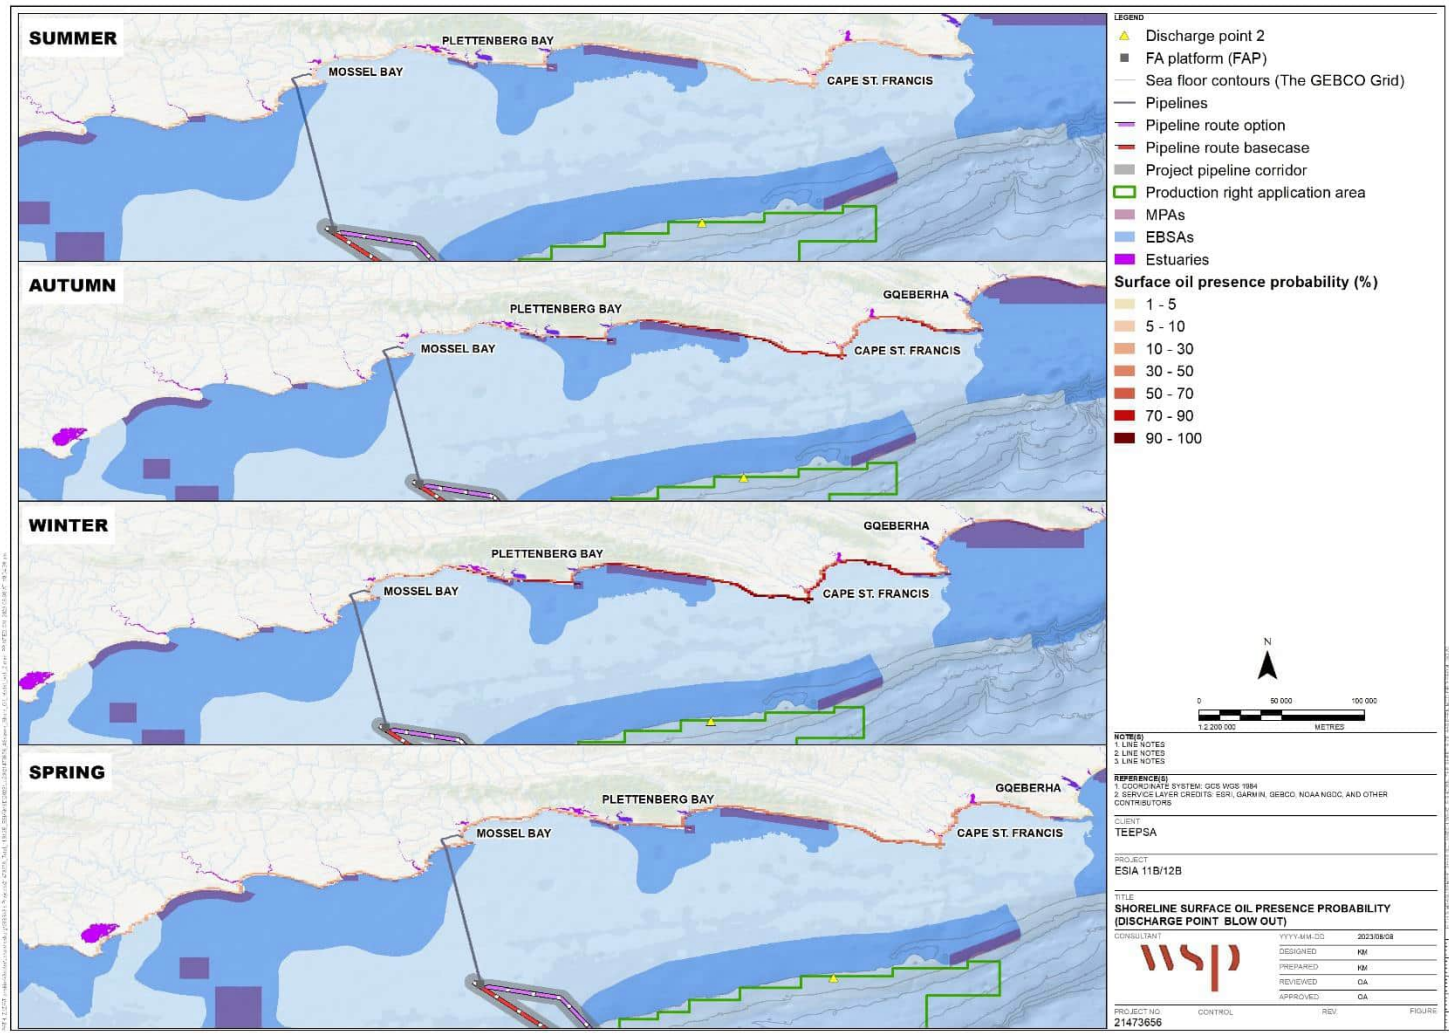 SUMMER
PLETTENBERG BAY
MOSSEL BAY
CAPE ST. FRANCIS
AUTUMN
GQEBERHA
PLETTENBERG BAY
MOSSEL BAY
CAPE ST. FRANCIS
WINTER
GQEBERHA
PLETTENBERG BAY
MOSSEL BAY
CAPE ST. FRANCIS
SPRING
GQEBERHA
PLETTENBERG BAY
MOSSEL BAY
CAPE ST. FRANCIS
LEGEND
Discharge point 2
FA platform (FAP)
Sea floor contours (The GEBCO Grid)
Pipelines
Pipeline route option
Pipeline route basecase
Project pipeline corridor
Production right application area
MPAs
EBSAs
Estuaries
Surface oil presence probability (%)
1 - 5
5 - 10
10 - 30
30 - 50
50 - 70
70 - 90
90 - 100
N
0 50 000 100 000
1:2 200 000 METRES
NOTE(S)
1. LINE NOTES
2. LINE NOTES
3. LINE NOTES
REFERENCE(S)
1. COORDINATE SYSTEM: GCS WGS 1984
2. SERVICE LAYER CREDITS: ESRI, GARMIN, GEBCO, NOAA NGDC, AND OTHER
CONTRIBUTORS
CLIENT
TEEPSA
PROJECT
ESIA 11B/12B
TITLE
SHORELINE SURFACE OIL PRESENCE PROBABILITY
(DISCHARGE POINT BLOW OUT)
CONSULTANT
wsp
YYYY-MM-DD 2023/08/08
DESIGNED KM
PREPARED KM
REVIEWED OA
APPROVED OA
PROJECT NO. CONTROL REV. FIGURE
21473656